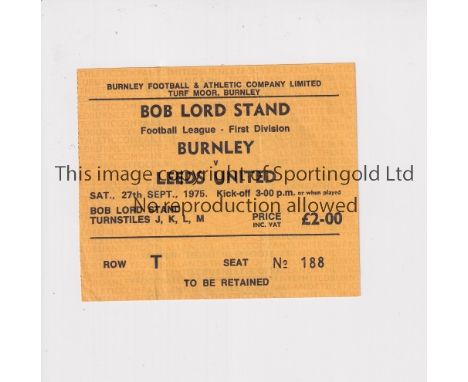 BURNLEY FOOTBALL & ATHLETIC COMPANY LIMITED
TURF MOOR, BURNLEY
BOB LORD STAND
Football League - First Division
BURNLEY
v
This image copyright of Sportingold Ltd
LEEDS UNITED
SAT., 27th SEPT., 1975. Kick-off 3-00 p.m. or when played
No reproduction allowed
BOB LORD STAND
TURNSTILES J, K, L, M
PRICE £2-00
INC. VAT
ROW T SEAT Nº 188
TO BE RETAINED